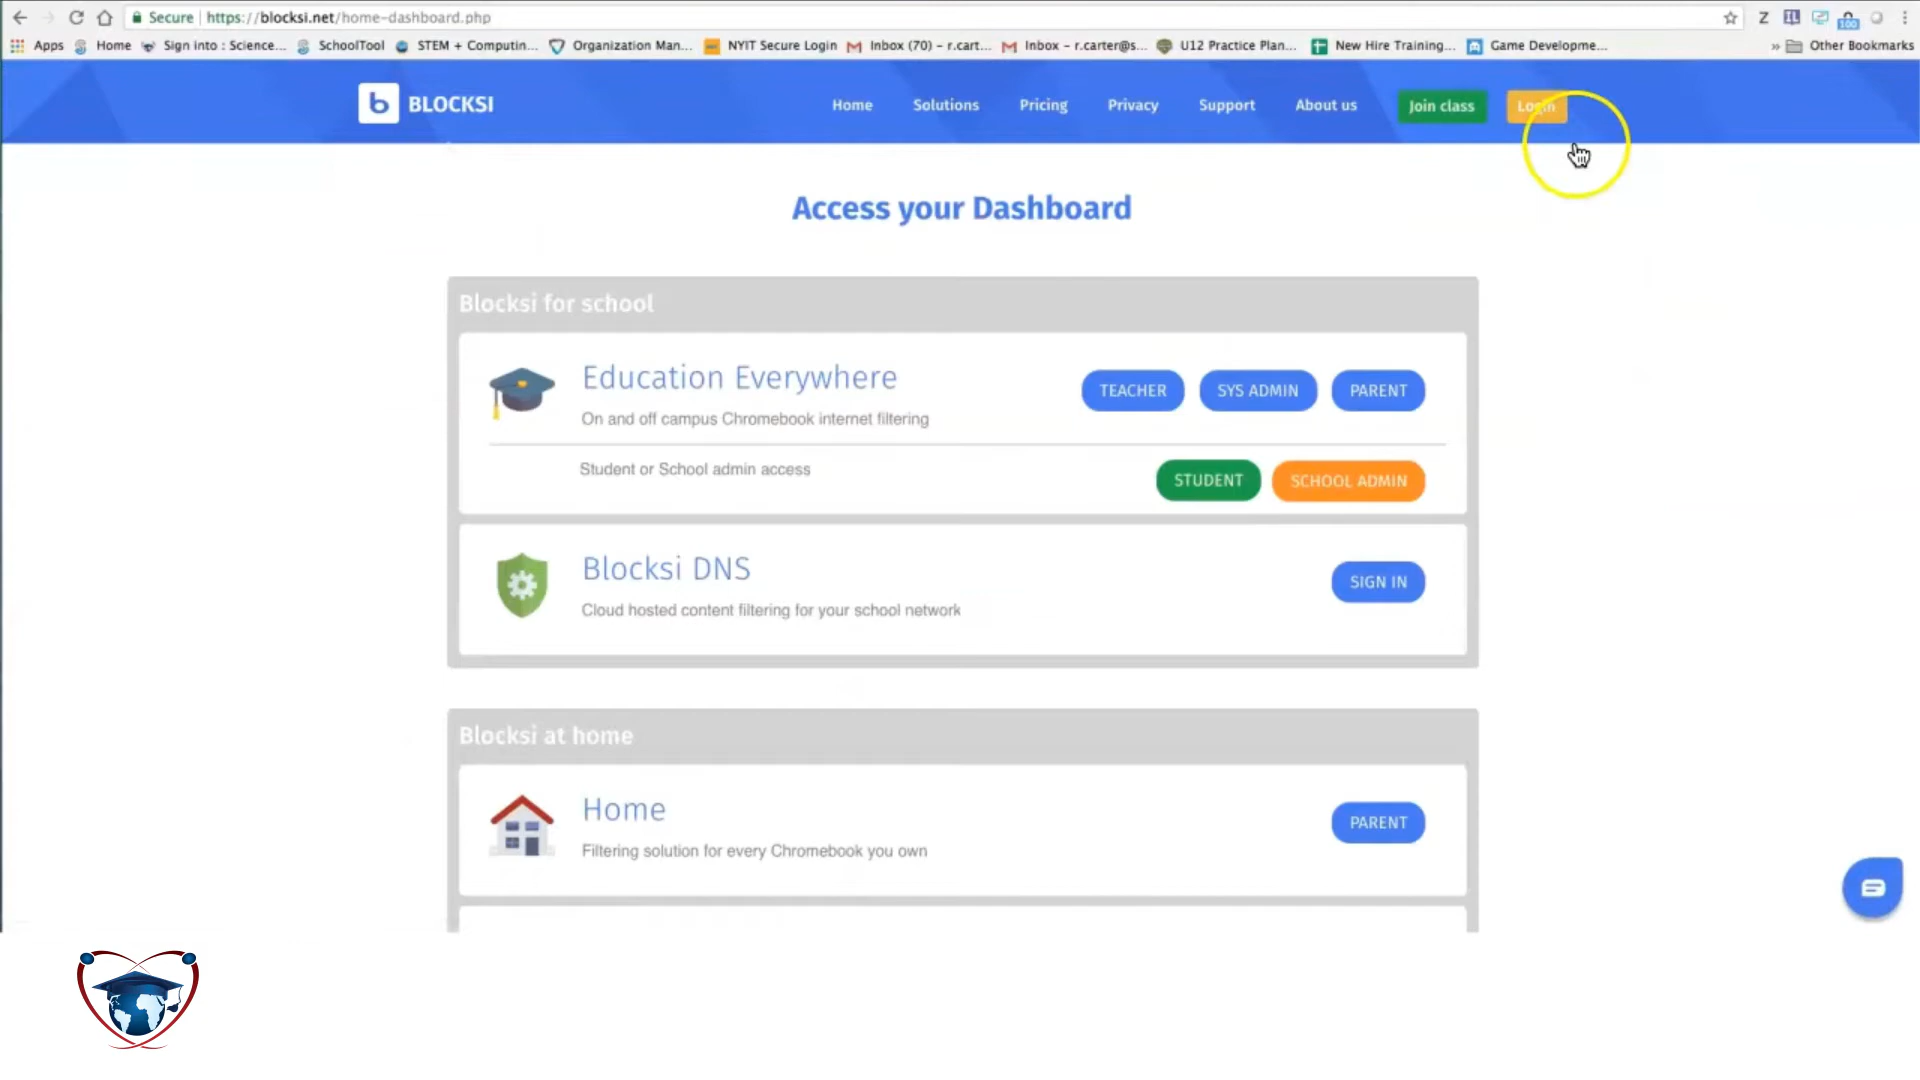 Secure https://blocksi.net/home-dashboard.php
Z IL 100
Apps Home Sign into : Science... SchoolTool STEM + Computin... Organization Man... NYIT Secure Login Inbox (70) - r.cart... Inbox - r.carter@s... U12 Practice Plan... New Hire Training... Game Developme... » Other Bookmarks
b BLOCKSI Home Solutions Pricing Privacy Support About us Join class Login
Access your Dashboard
Blocksi for school
Education Everywhere
TEACHER SYS ADMIN PARENT
On and off campus Chromebook internet filtering
Student or School admin access
STUDENT SCHOOL ADMIN
Blocksi DNS
SIGN IN
Cloud hosted content filtering for your school network
Blocksi at home
Home
PARENT
Filtering solution for every Chromebook you own